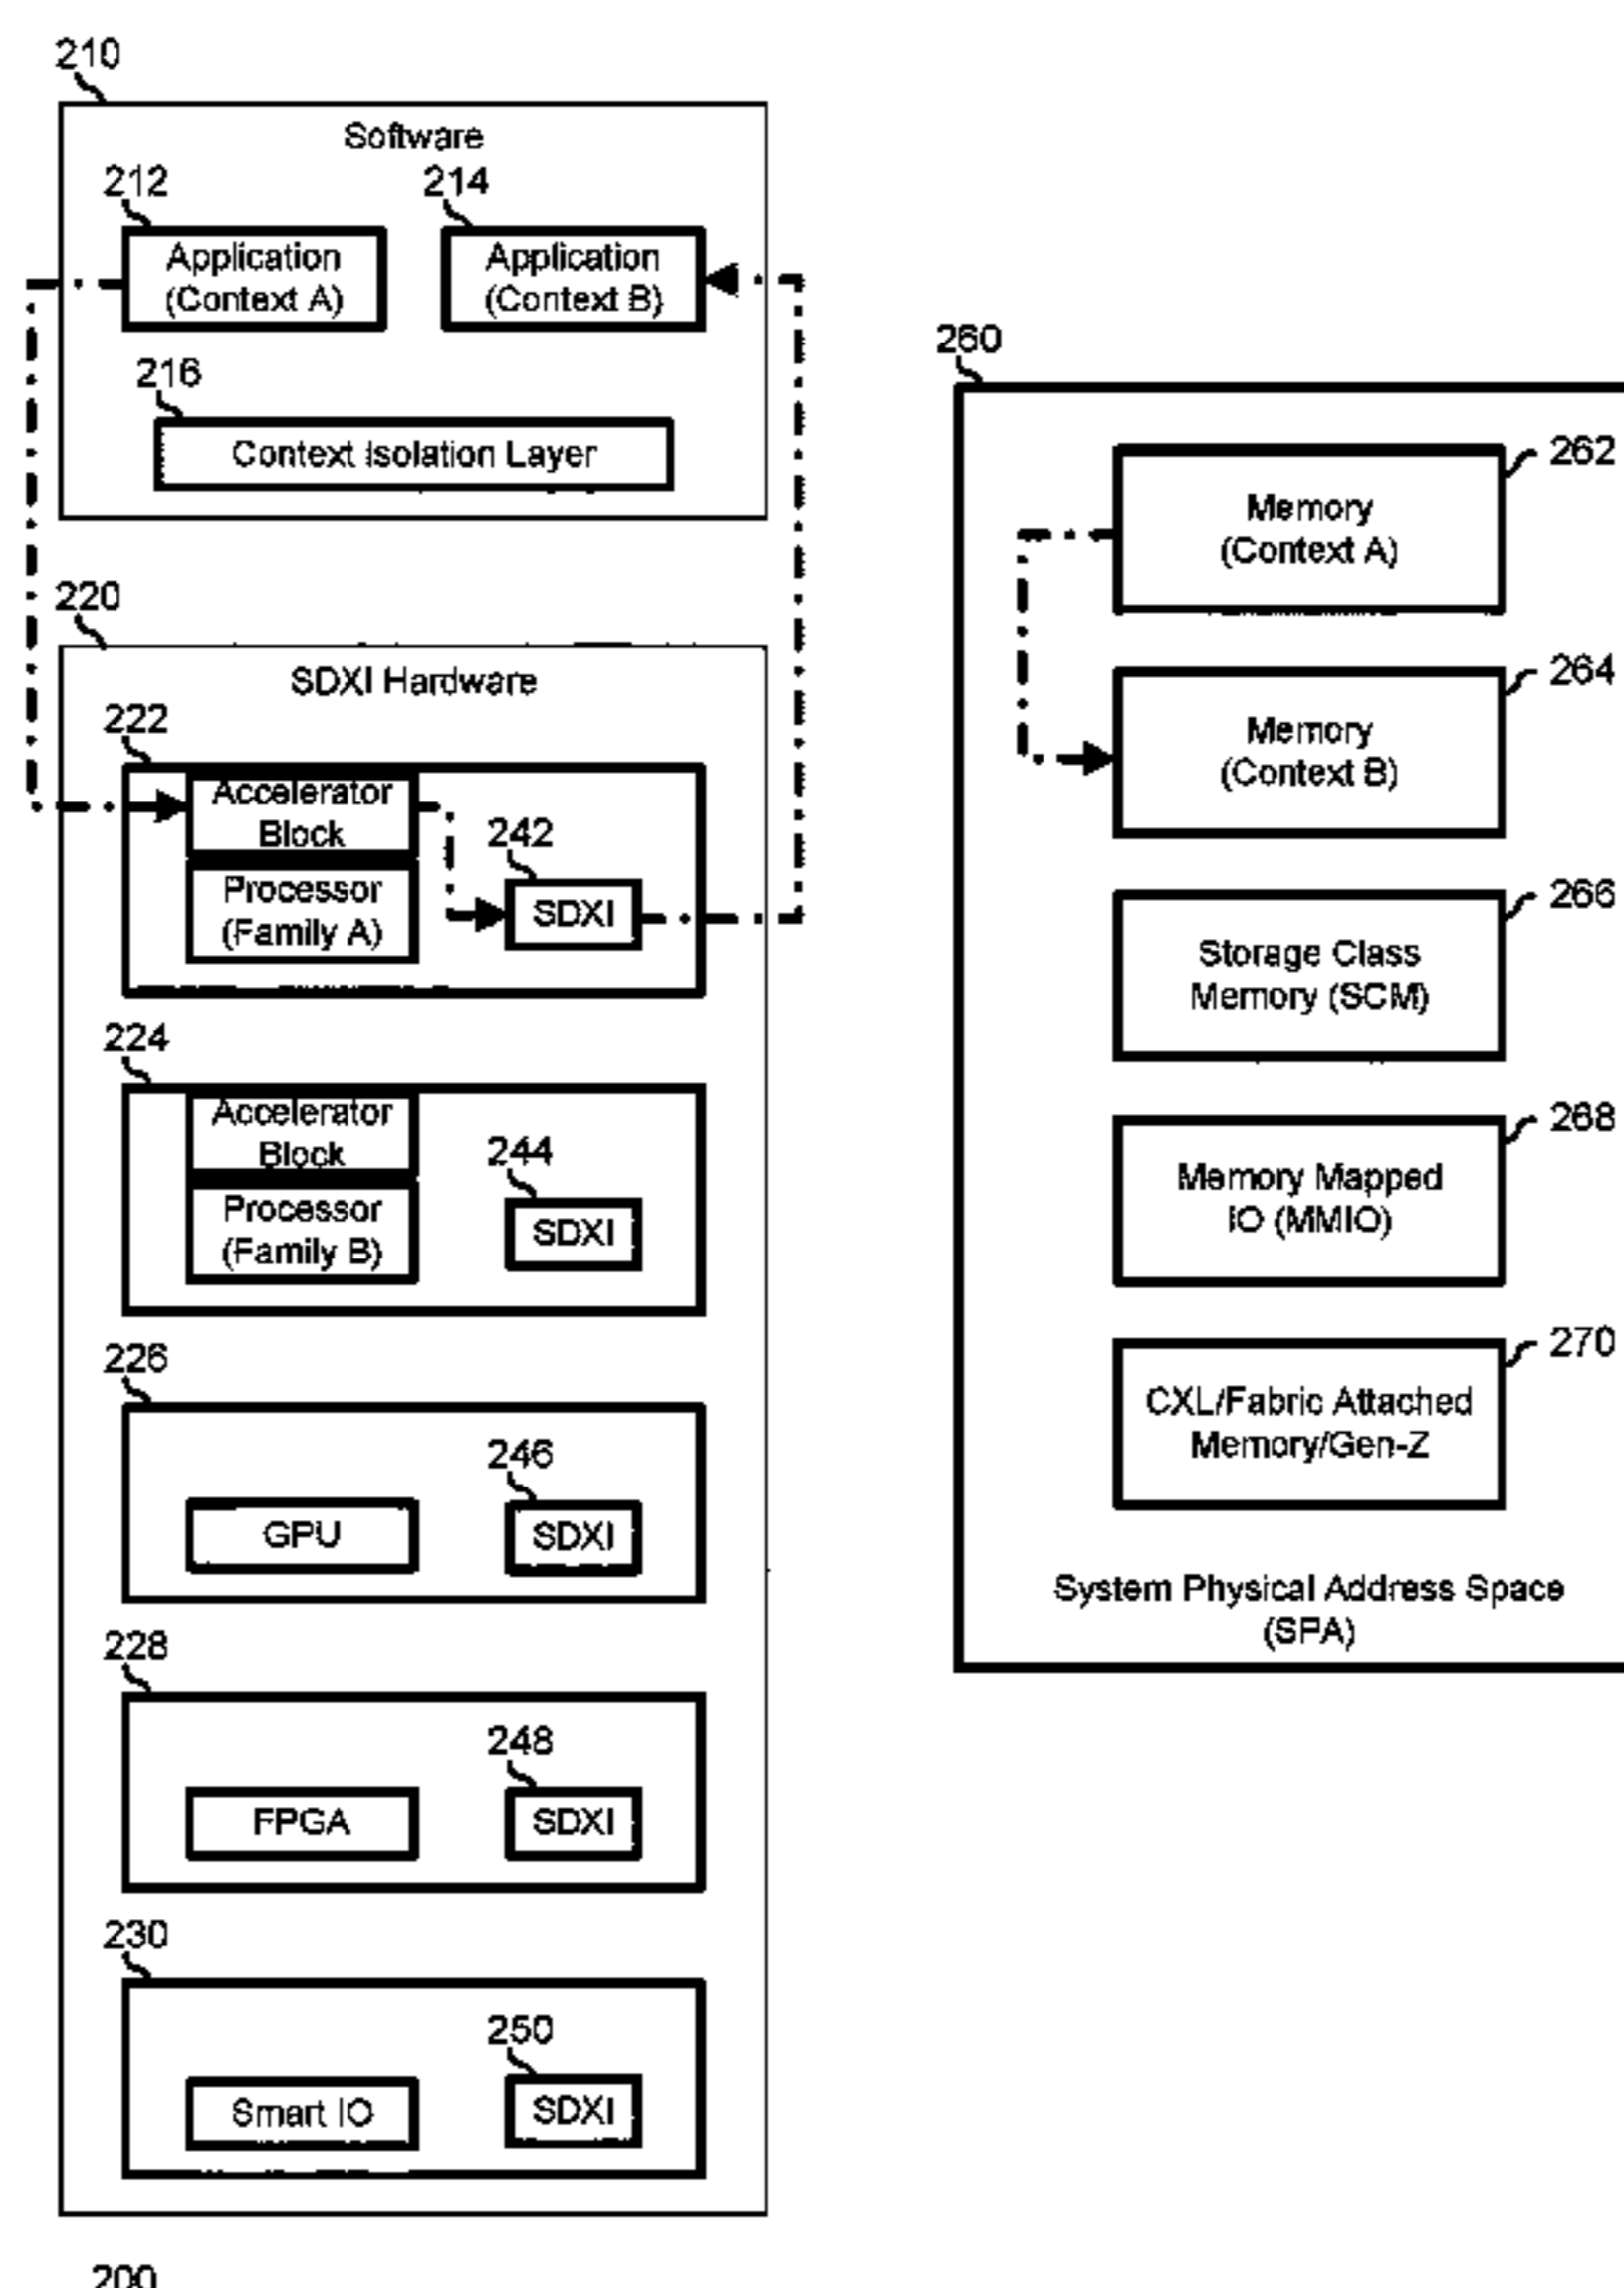 210
Software
212
214
Application
(Context A)
Application
(Context B)
216
Context Isolation Layer
220
SDXI Hardware
222
Accelerator
Block
Processor
(Family A)
242
SDXI
224
Accelerator
Block
Processor
(Family B)
244
SDXI
226
GPU
246
SDXI
228
FPGA
248
SDXI
230
Smart IO
250
SDXI
200
260
262
Memory
(Context A)
264
Memory
(Context B)
266
Storage Class
Memory (SCM)
268
Memory Mapped
IO (MMIO)
270
CXL/Fabric Attached
Memory/Gen-Z
System Physical Address Space
(SPA)